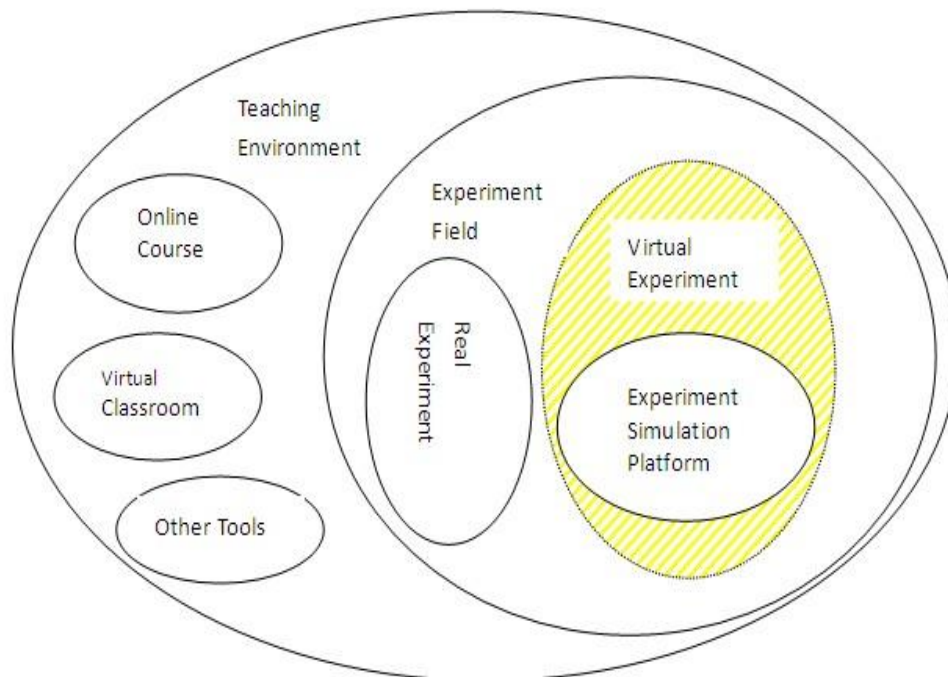 Teaching
Environment
Online
Course
Virtual
Classroom
Other Tools
Experiment
Field
Real
Experiment
Virtual
Experiment
Experiment
Simulation
Platform